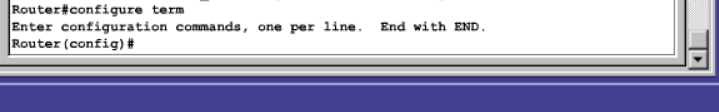 Router#configure term
Enter configuration commands, one per line.  End with END.
Router(config)#